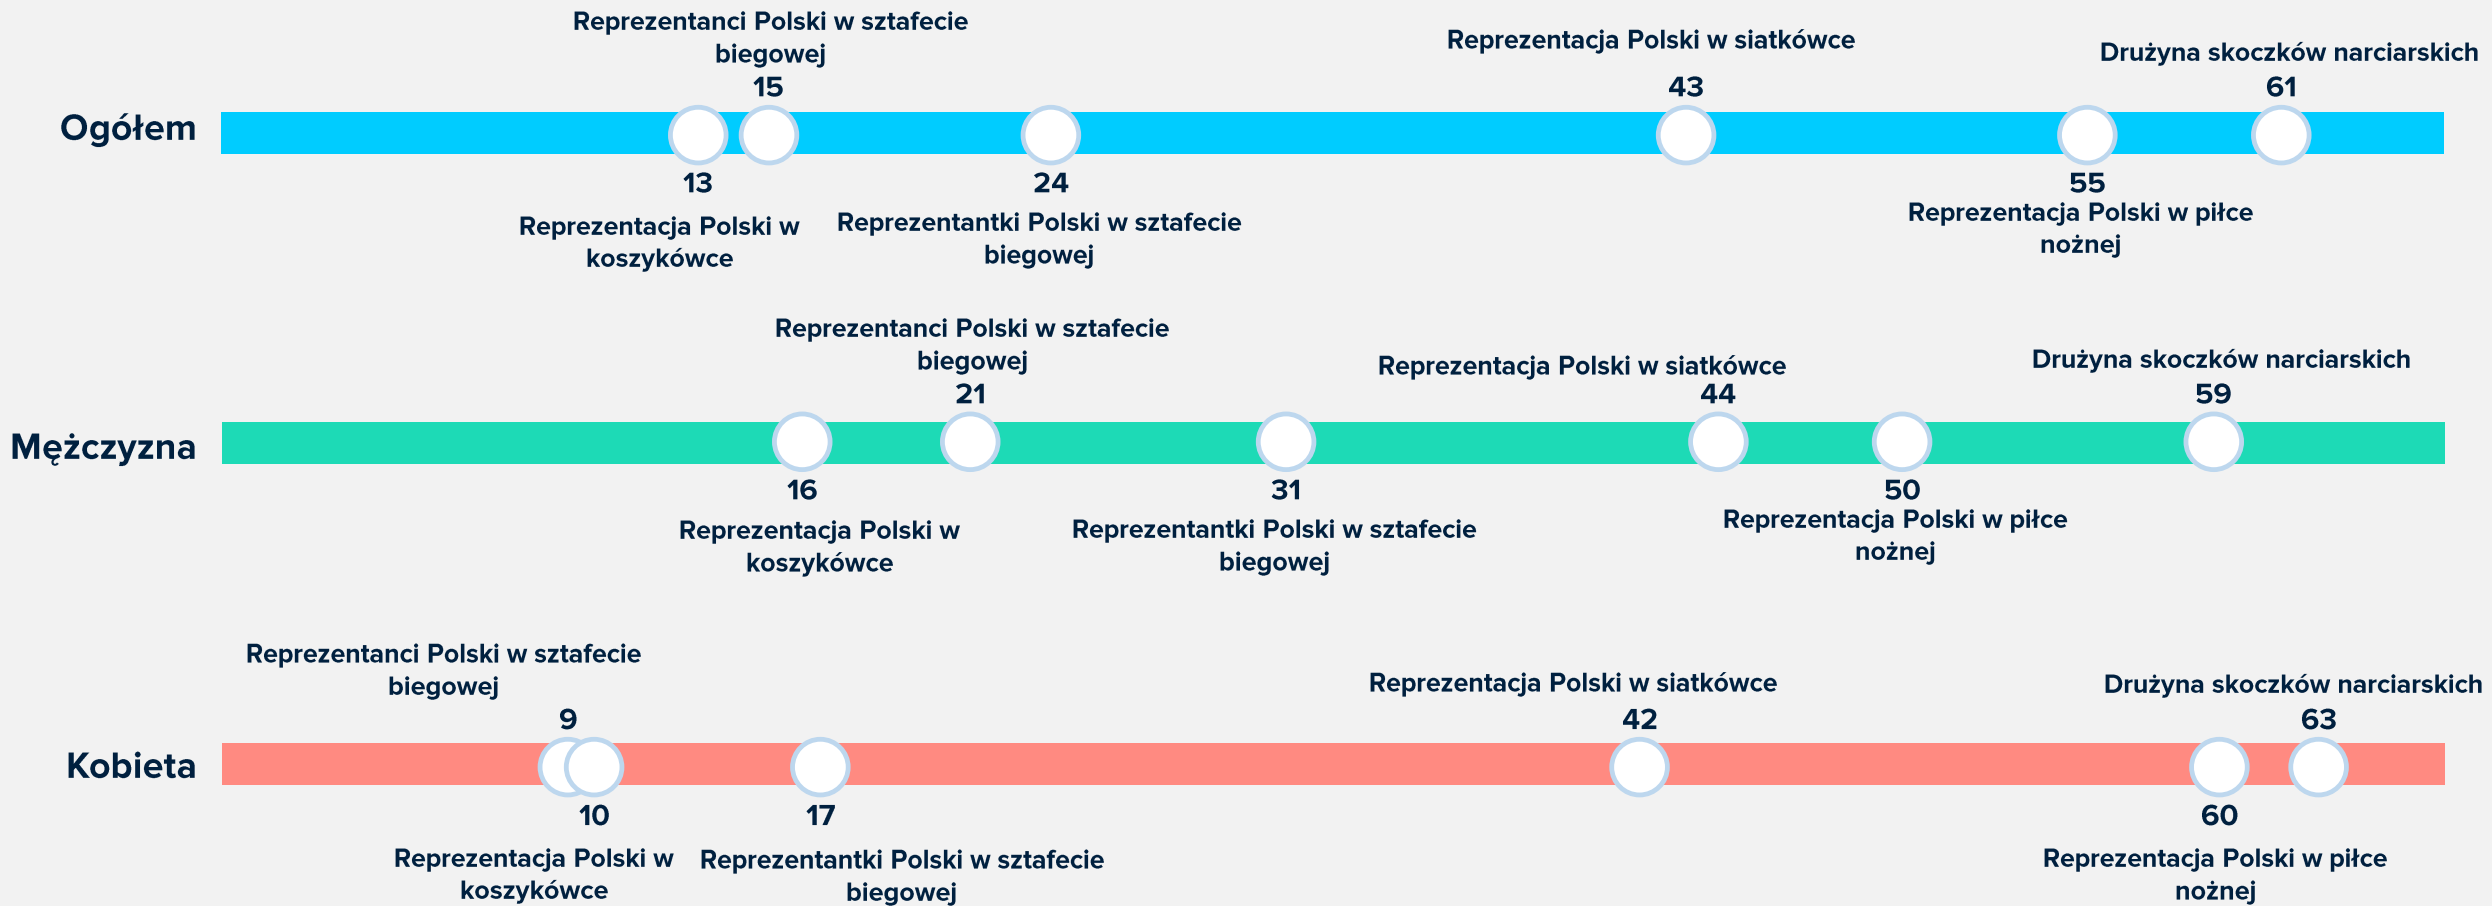 Reprezentanci Polski w sztafecie
biegowej
15
Reprezentacja Polski w siatkówce
43
Drużyna skoczków narciarskich
61
Ogółem
13
Reprezentacja Polski w
koszykówce
24
Reprezentantki Polski w sztafecie
biegowej
55
Reprezentacja Polski w piłce
nożnej
Reprezentanci Polski w sztafecie
biegowej
21
Reprezentacja Polski w siatkówce
44
Drużyna skoczków narciarskich
59
Mężczyzna
16
Reprezentacja Polski w
koszykówce
31
Reprezentantki Polski w sztafecie
biegowej
50
Reprezentacja Polski w piłce
nożnej
Reprezentanci Polski w sztafecie
biegowej
9
Reprezentacja Polski w siatkówce
42
Drużyna skoczków narciarskich
63
Kobieta
10
Reprezentacja Polski w
koszykówce
17
Reprezentantki Polski w sztafecie
biegowej
60
Reprezentacja Polski w piłce
nożnej